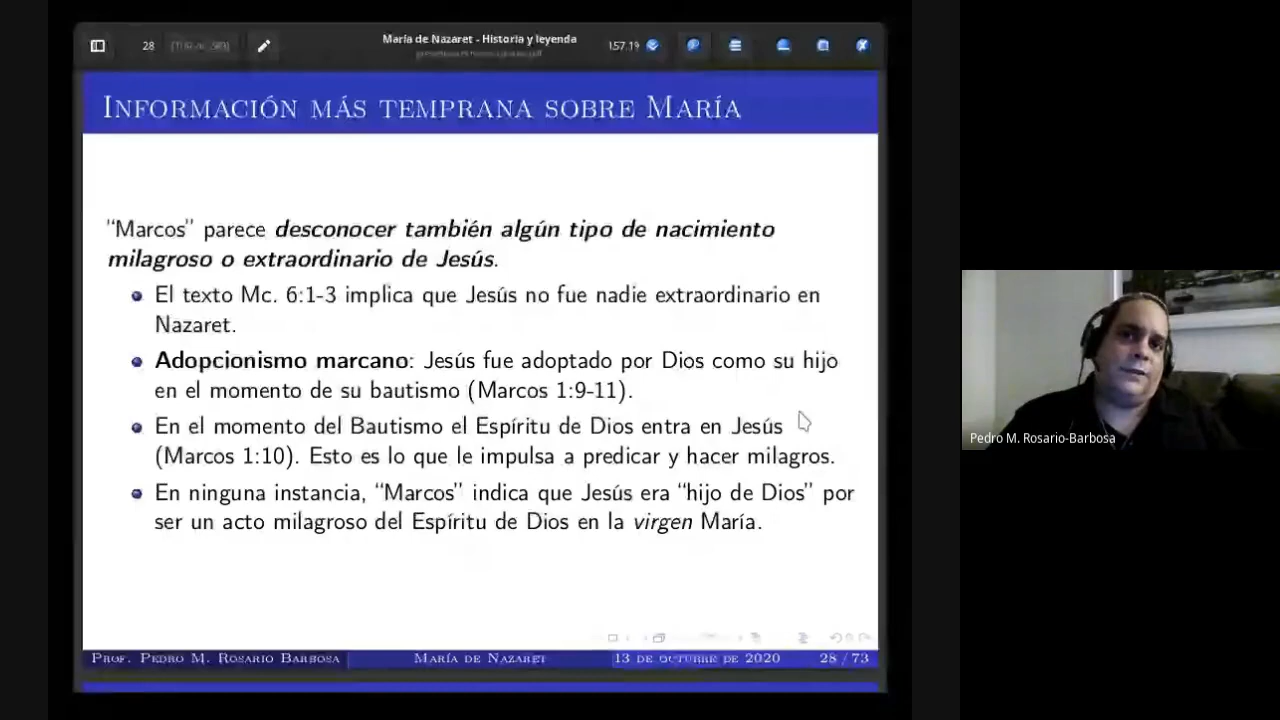 28
María de Nazaret - Historia y leyenda
157.19
INFORMACIÓN MÁS TEMPRANA SOBRE MARÍA
“Marcos” parece desconocer también algún tipo de nacimiento
milagroso o extraordinario de Jesús.
El texto Mc. 6:1-3 implica que Jesús no fue nadie extraordinario en
Nazaret.
Adopcionismo marcano: Jesús fue adoptado por Dios como su hijo
en el momento de su bautismo (Marcos 1:9-11).
En el momento del Bautismo el Espíritu de Dios entra en Jesús
(Marcos 1:10). Esto es lo que le impulsa a predicar y hacer milagros.
En ninguna instancia, “Marcos” indica que Jesús era “hijo de Dios” por
ser un acto milagroso del Espíritu de Dios en la virgen María.
PROF. PEDRO M. ROSARIO BARBOSA MARÍA DE NAZARET 13 DE OCTUBRE DE 2020 28 / 73
Pedro M. Rosario-Barbosa